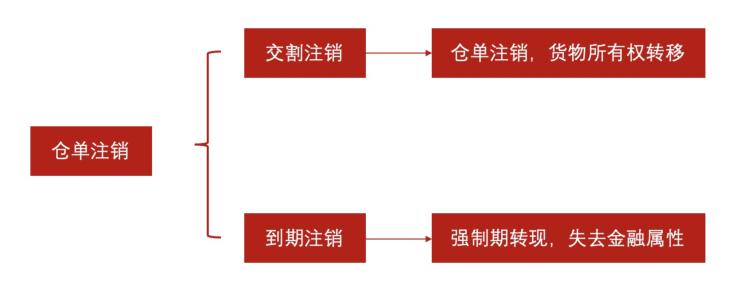 交割注销
仓单注销，货物所有权转移
仓单注销
到期注销
强制期转现，失去金融属性